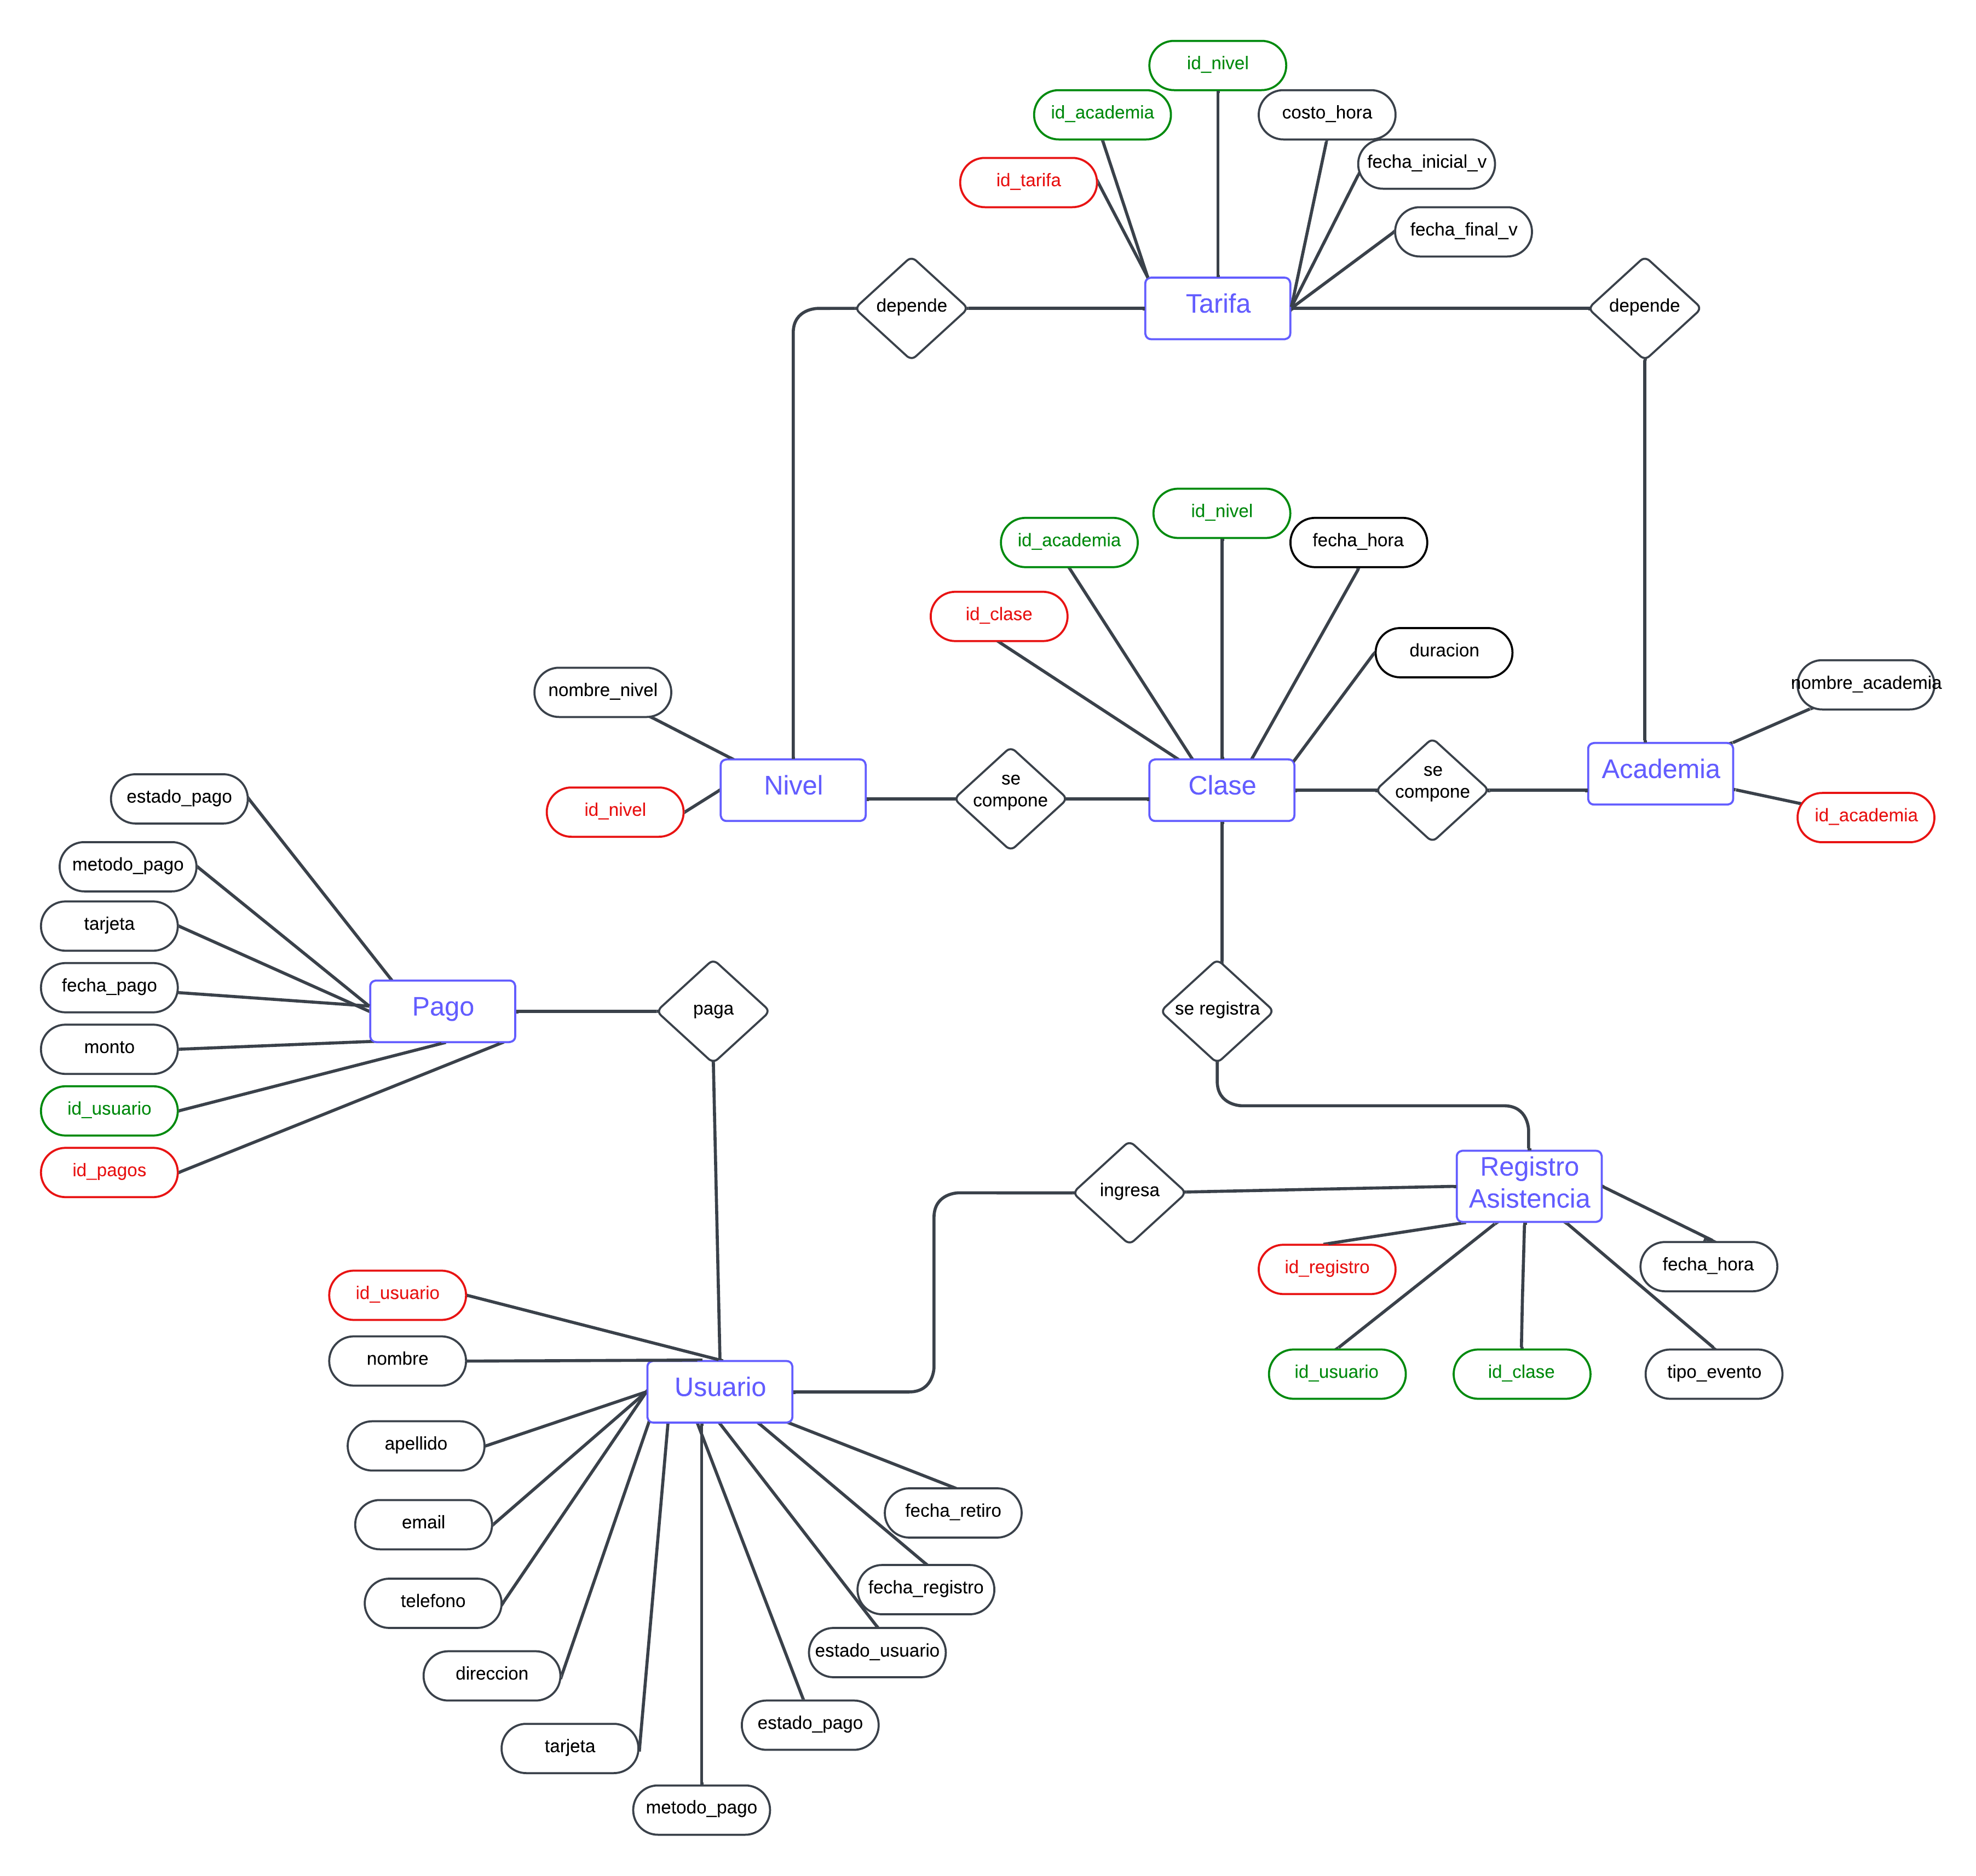 id_nivel
id_academia
costo_hora
fecha_inicial_v
id_tarifa
fecha_final_v
depende
Tarifa
depende
id_nivel
id_academia
fecha_hora
id_clase
duracion
nombre_nivel
nombre_academia
Nivel
se
compone
Clase
se
compone
Academia
id_nivel
id_academia
estado_pago
metodo_pago
tarjeta
fecha_pago
monto
id_usuario
id_pagos
Pago
paga
se registra
ingresa
Registro
Asistencia
id_registro
fecha_hora
id_usuario
id_clase
tipo_evento
id_usuario
nombre
Usuario
apellido
email
telefono
direccion
tarjeta
metodo_pago
estado_pago
estado_usuario
fecha_registro
fecha_retiro